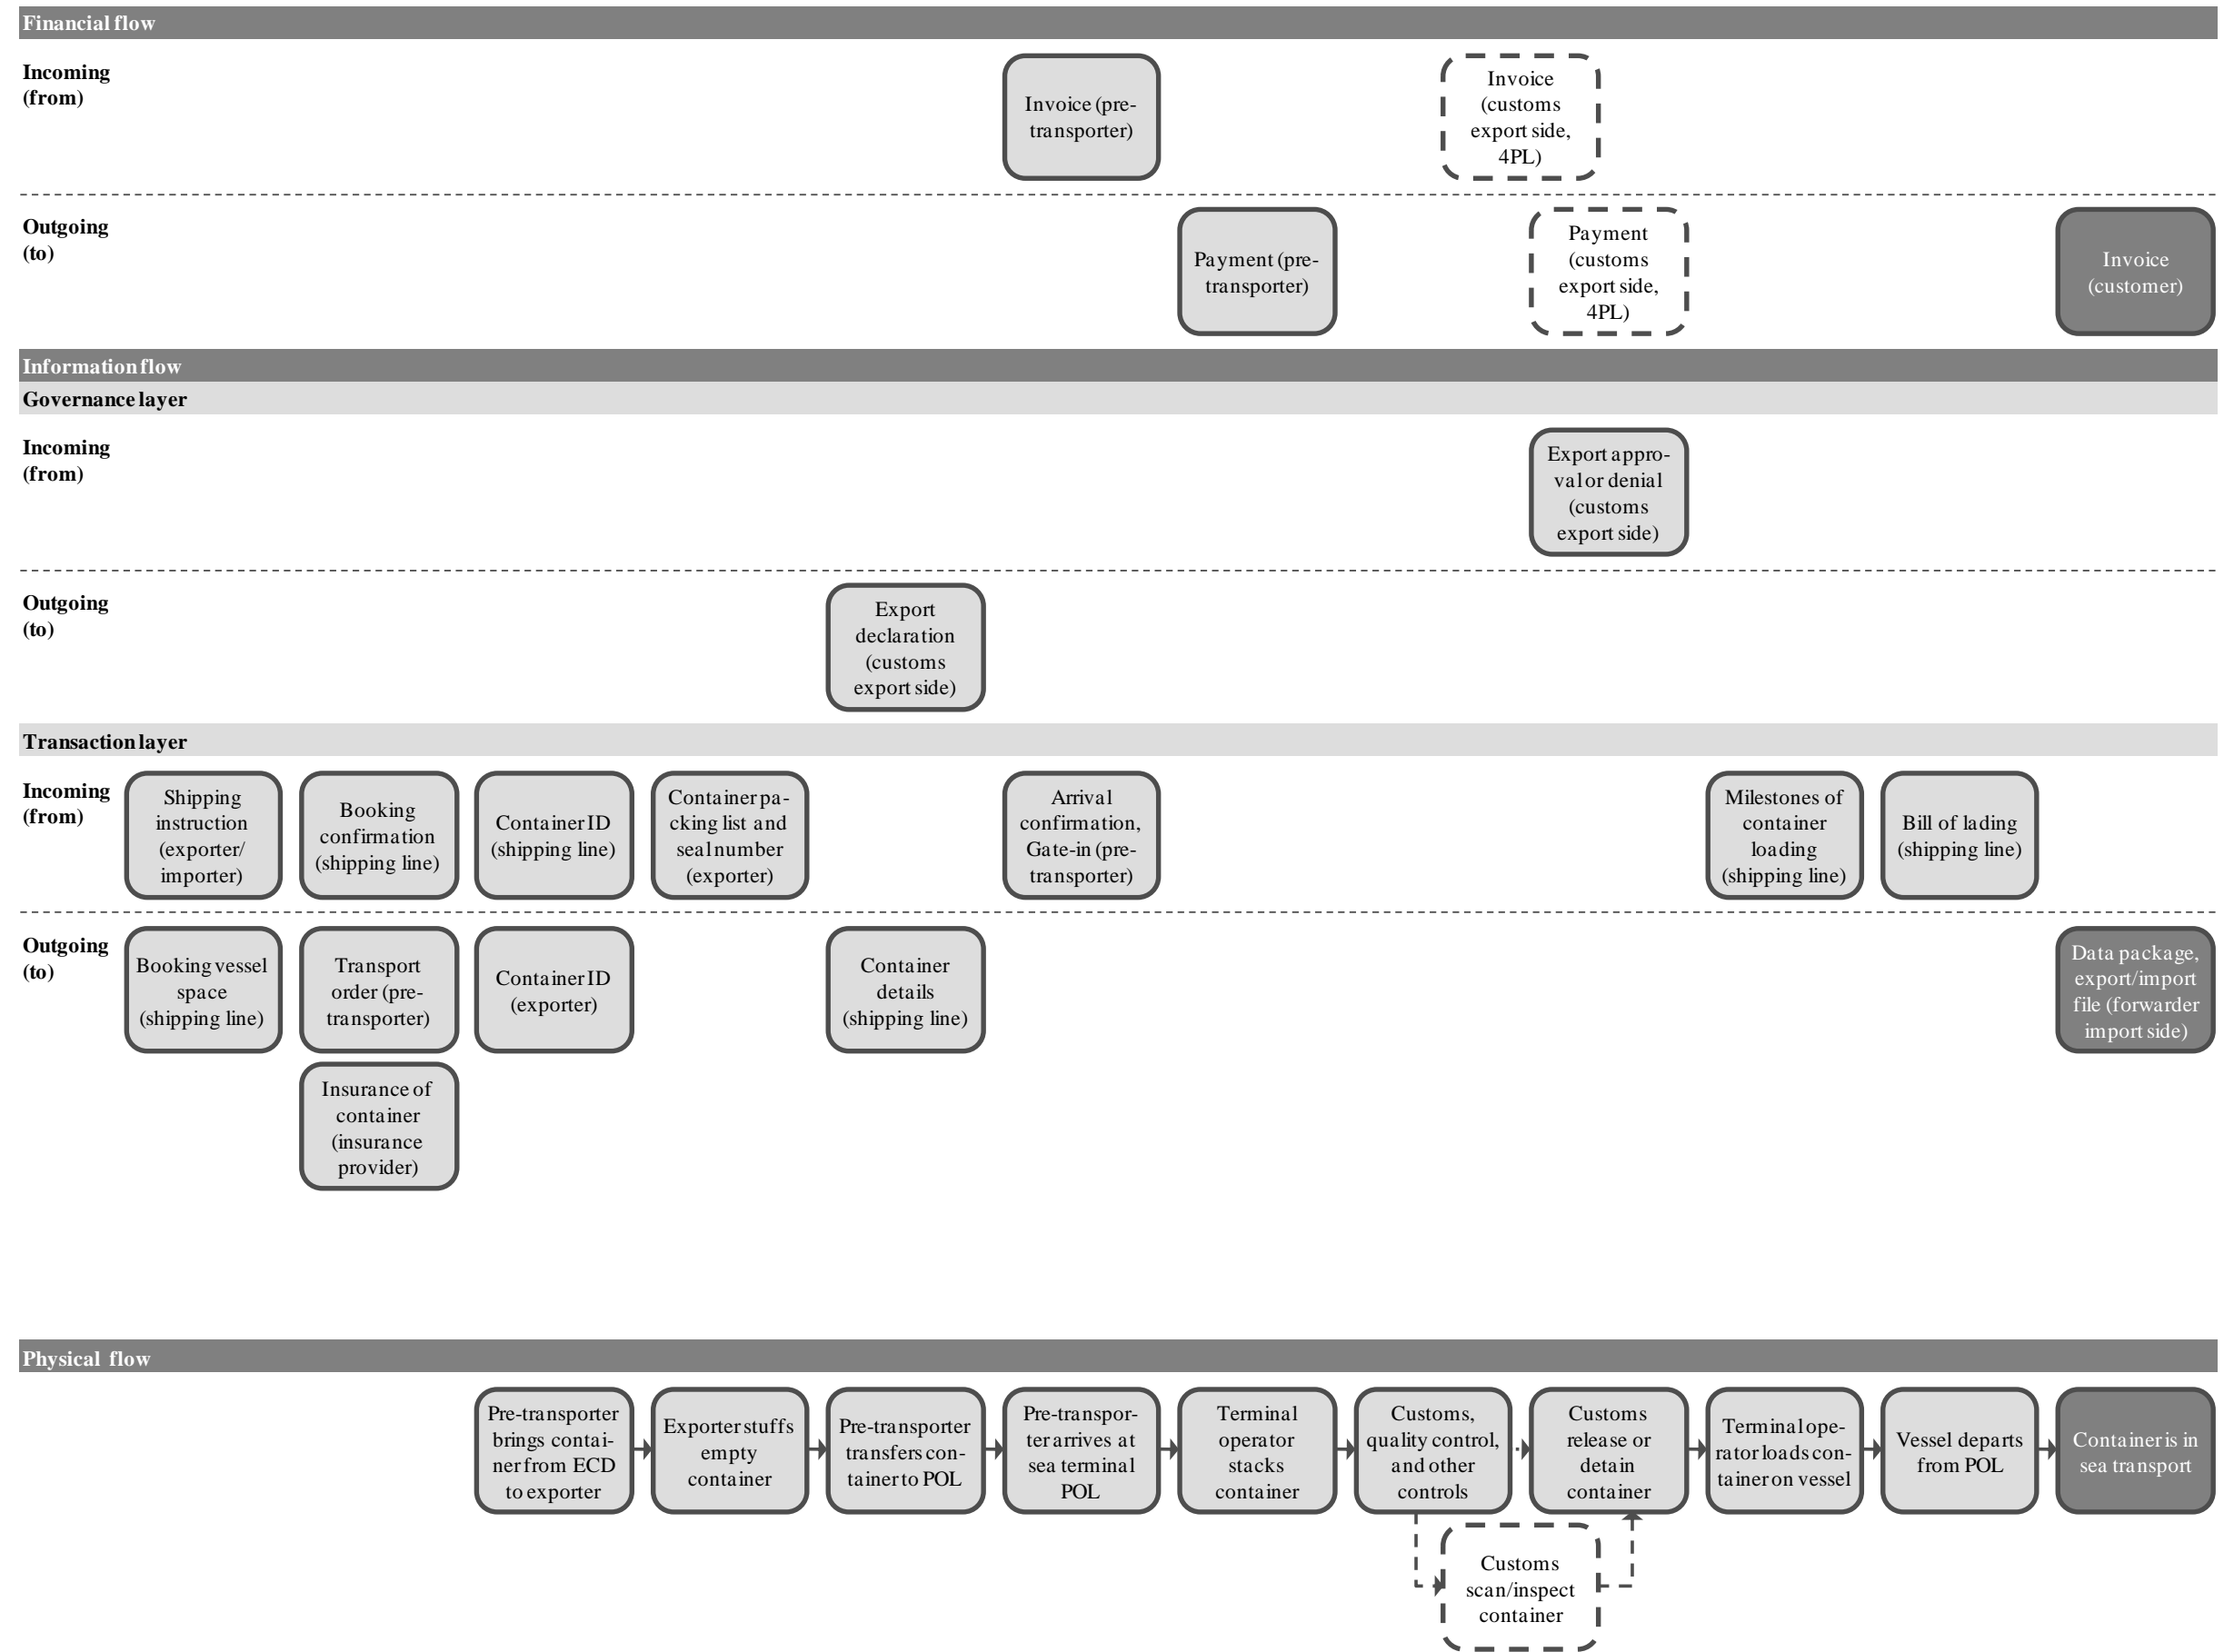 Financial flow
Incoming
(from)
Invoice (pre-
transporter)
Invoice
(customs
export side,
4PL)
Outgoing
(to)
Payment (pre-
transporter)
Payment
(customs
export side,
4PL)
Invoice
(customer)
Information flow
Governance layer
Incoming
(from)
Export appro-
val or denial
(customs
export side)
Outgoing
(to)
Export
declaration
(customs
export side)
Transaction layer
Incoming
(from)
Shipping
instruction
(exporter/
importer)
Booking
confirmation
(shipping line)
Container ID
(shipping line)
Container pa-
cking list and
seal number
(exporter)
Arrival
confirmation,
Gate-in (pre-
transporter)
Milestones of
container
loading
(shipping line)
Bill of lading
(shipping line)
Outgoing
(to)
Booking vessel
space
(shipping line)
Transport
order (pre-
transporter)
Container ID
(exporter)
Container
details
(shipping line)
Data package,
export/import
file (forwarder
import side)
Insurance of
container
(insurance
provider)
Physical flow
Pre-transporter
brings contai-
ner from ECD
to exporter
Exporter stuffs
empty
container
Pre-transporter
transfers con-
tainer to POL
Pre-transpor-
ter arrives at
sea terminal
POL
Terminal
operator
stacks
container
Customs,
quality control,
and other
controls
Customs
release or
detain
container
Terminal ope-
rator loads con-
tainer on vessel
Vessel departs
from POL
Container is in
sea transport
Customs
scan/inspect
container